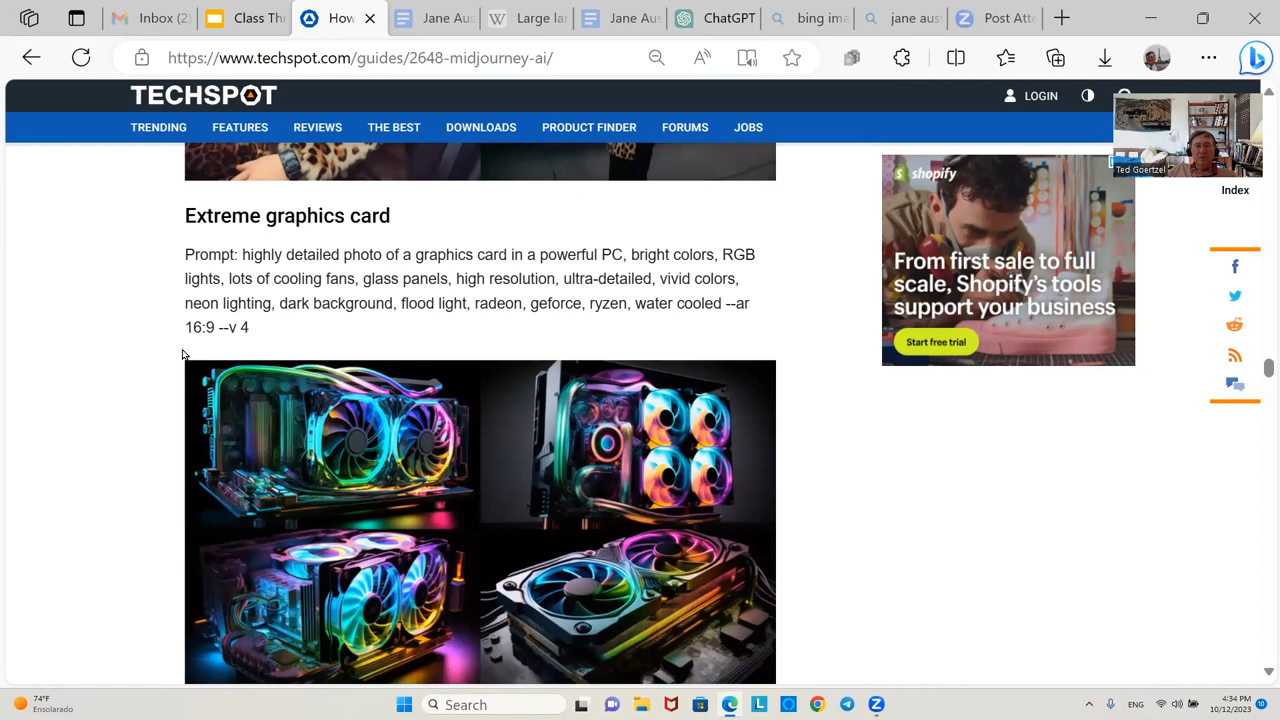 Inbox (2)
Class Thr
How
Jane Aus
Large la
Jane Aus
ChatGPT
bing ima
jane aust
Post Atte
https://www.techspot.com/guides/2648-midjourney-ai/
TECHSPOT
LOGIN
TRENDING FEATURES REVIEWS THE BEST DOWNLOADS PRODUCT FINDER FORUMS JOBS
Ted Goertzel
Index
Extreme graphics card
Prompt: highly detailed photo of a graphics card in a powerful PC, bright colors, RGB
lights, lots of cooling fans, glass panels, high resolution, ultra-detailed, vivid colors,
neon lighting, dark background, flood light, radeon, geforce, ryzen, water cooled --ar
16:9 --v 4
shopify
From first sale to full
scale, Shopify's tools
support your business
Start free trial
74°F
Ensolarado
Search
ENG
4:34 PM
10/12/2023